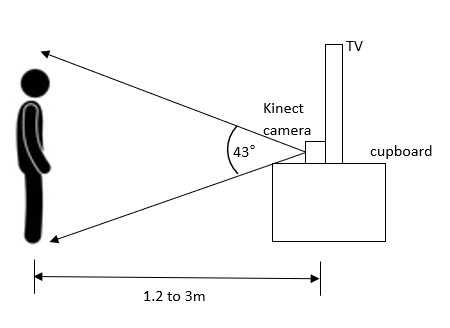 TV
Kinect
camera
43°
cupboard
1.2 to 3m